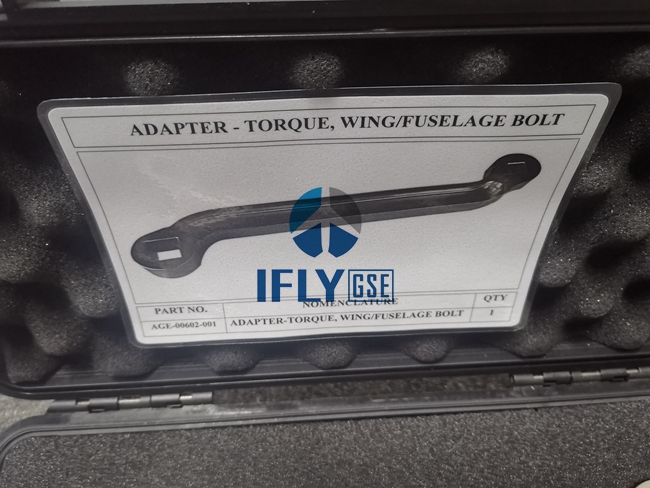 ADAPTER - TORQUE, WING/FUSELAGE BOLT
IFLY GSE
PART NO. NOMENCLATURE QTY
AGE-00602-001 ADAPTER-TORQUE, WING/FUSELAGE BOLT 1